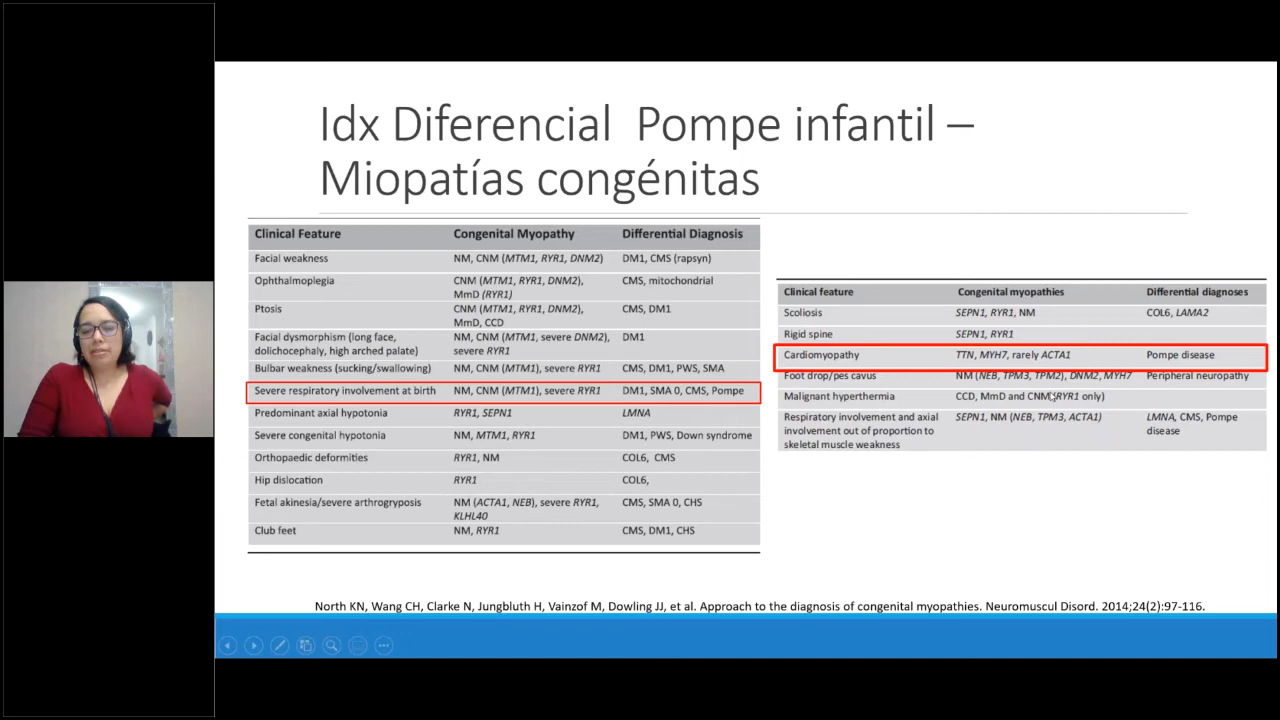 Idx Diferencial Pompe infantil –
Miopatías congénitas
Clinical Feature Congenital Myopathy Differential Diagnosis
Facial weakness NM, CNM (MTM1, RYR1, DNM2) DM1, CMS (rapsyn)
Ophthalmoplegia CNM (MTM1, RYR1, DNM2), CMS, mitochondrial
MmD (RYR1)
Ptosis CNM (MTM1, RYR1, DNM2), CMS, DM1
MmD, CCD
Facial dysmorphism (long face, NM, CNM (MTM1, severe DNM2), DM1
dolichocephaly, high arched palate) severe RYR1
Bulbar weakness (sucking/swallowing) NM, CNM (MTM1), severe RYR1 CMS, DM1, PWS, SMA
Severe respiratory involvement at birth NM, CNM (MTM1), severe RYR1 DM1, SMA 0, CMS, Pompe
Predominant axial hypotonia RYR1, SEPN1 LMNA
Severe congenital hypotonia NM, MTM1, RYR1 DM1, PWS, Down syndrome
Orthopaedic deformities RYR1, NM COL6, CMS
Hip dislocation RYR1 COL6,
Fetal akinesia/severe arthrogryposis NM (ACTA1, NEB), severe RYR1, CMS, SMA 0, CHS
KLHL40
Club feet NM, RYR1 CMS, DM1, CHS
Clinical feature Congenital myopathies Differential diagnoses
Scoliosis SEPN1, RYR1, NM COL6, LAMA2
Rigid spine SEPN1, RYR1
Cardiomyopathy TTN, MYH7, rarely ACTA1 Pompe disease
Foot drop/pes cavus NM (NEB, TPM3, TPM2), DNM2, MYH7 Peripheral neuropathy
Malignant hyperthermia CCD, MmD and CNM (RYR1 only)
Respiratory involvement and axial SEPN1, NM (NEB, TPM3, ACTA1) LMNA, CMS, Pompe
involvement out of proportion to disease
skeletal muscle weakness
North KN, Wang CH, Clarke N, Jungbluth H, Vainzof M, Dowling JJ, et al. Approach to the diagnosis of congenital myopathies. Neuromuscul Disord. 2014;24(2):97-116.